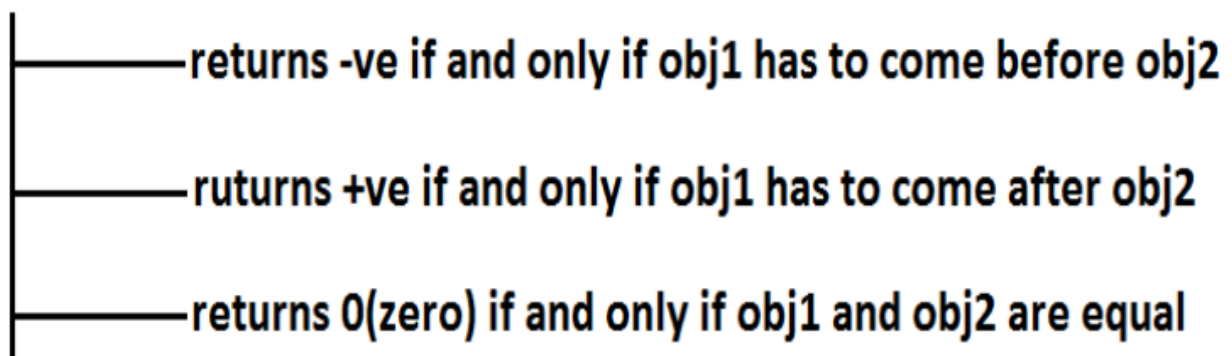 returns -ve if and only if obj1 has to come before obj2
ruturns +ve if and only if obj1 has to come after obj2
returns 0(zero) if and only if obj1 and obj2 are equal